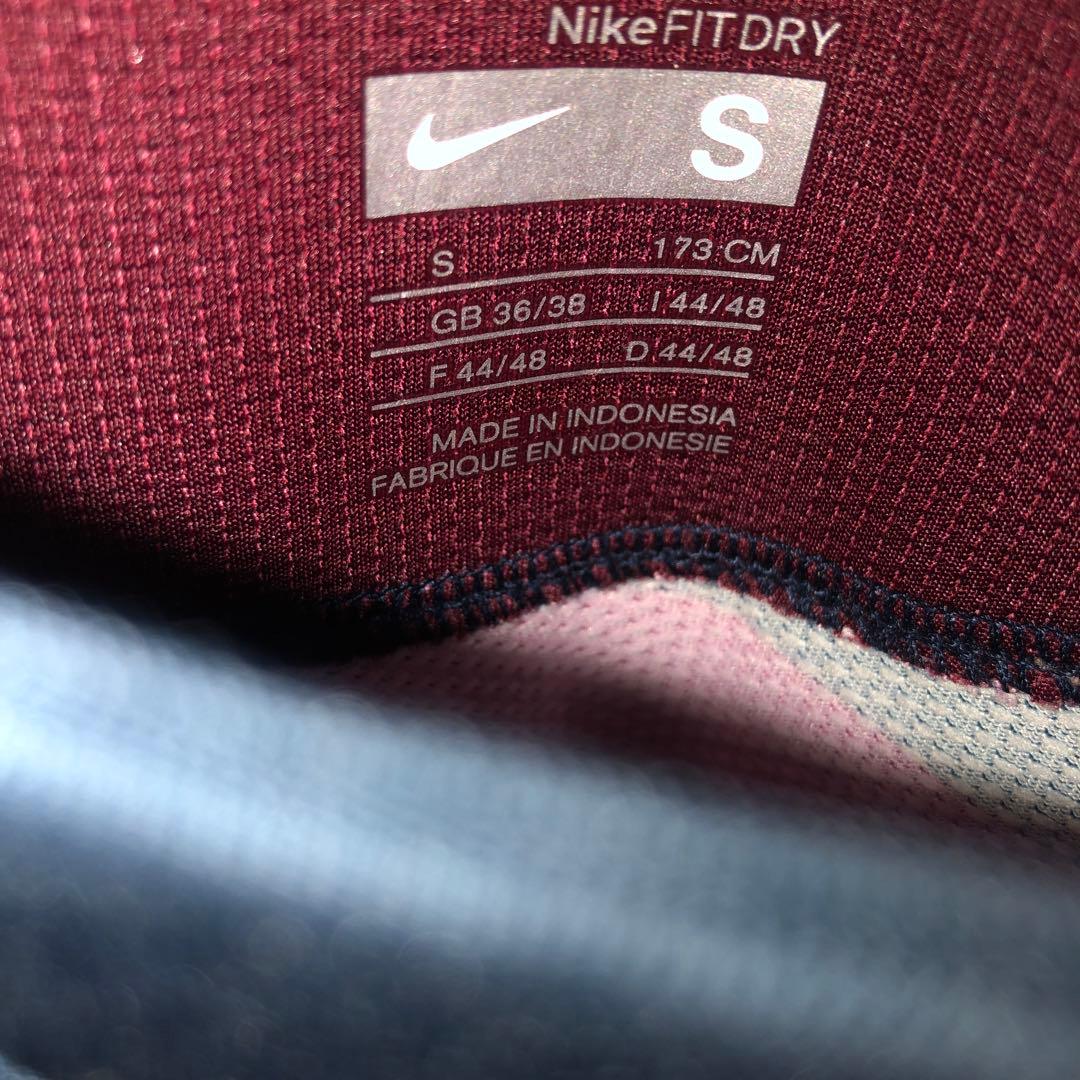 NikeFITDRY
S
S 173 CM
GB 36/38 I 44/48
F 44/48 D 44/48
MADE IN INDONESIA
FABRIQUE EN INDONESIE